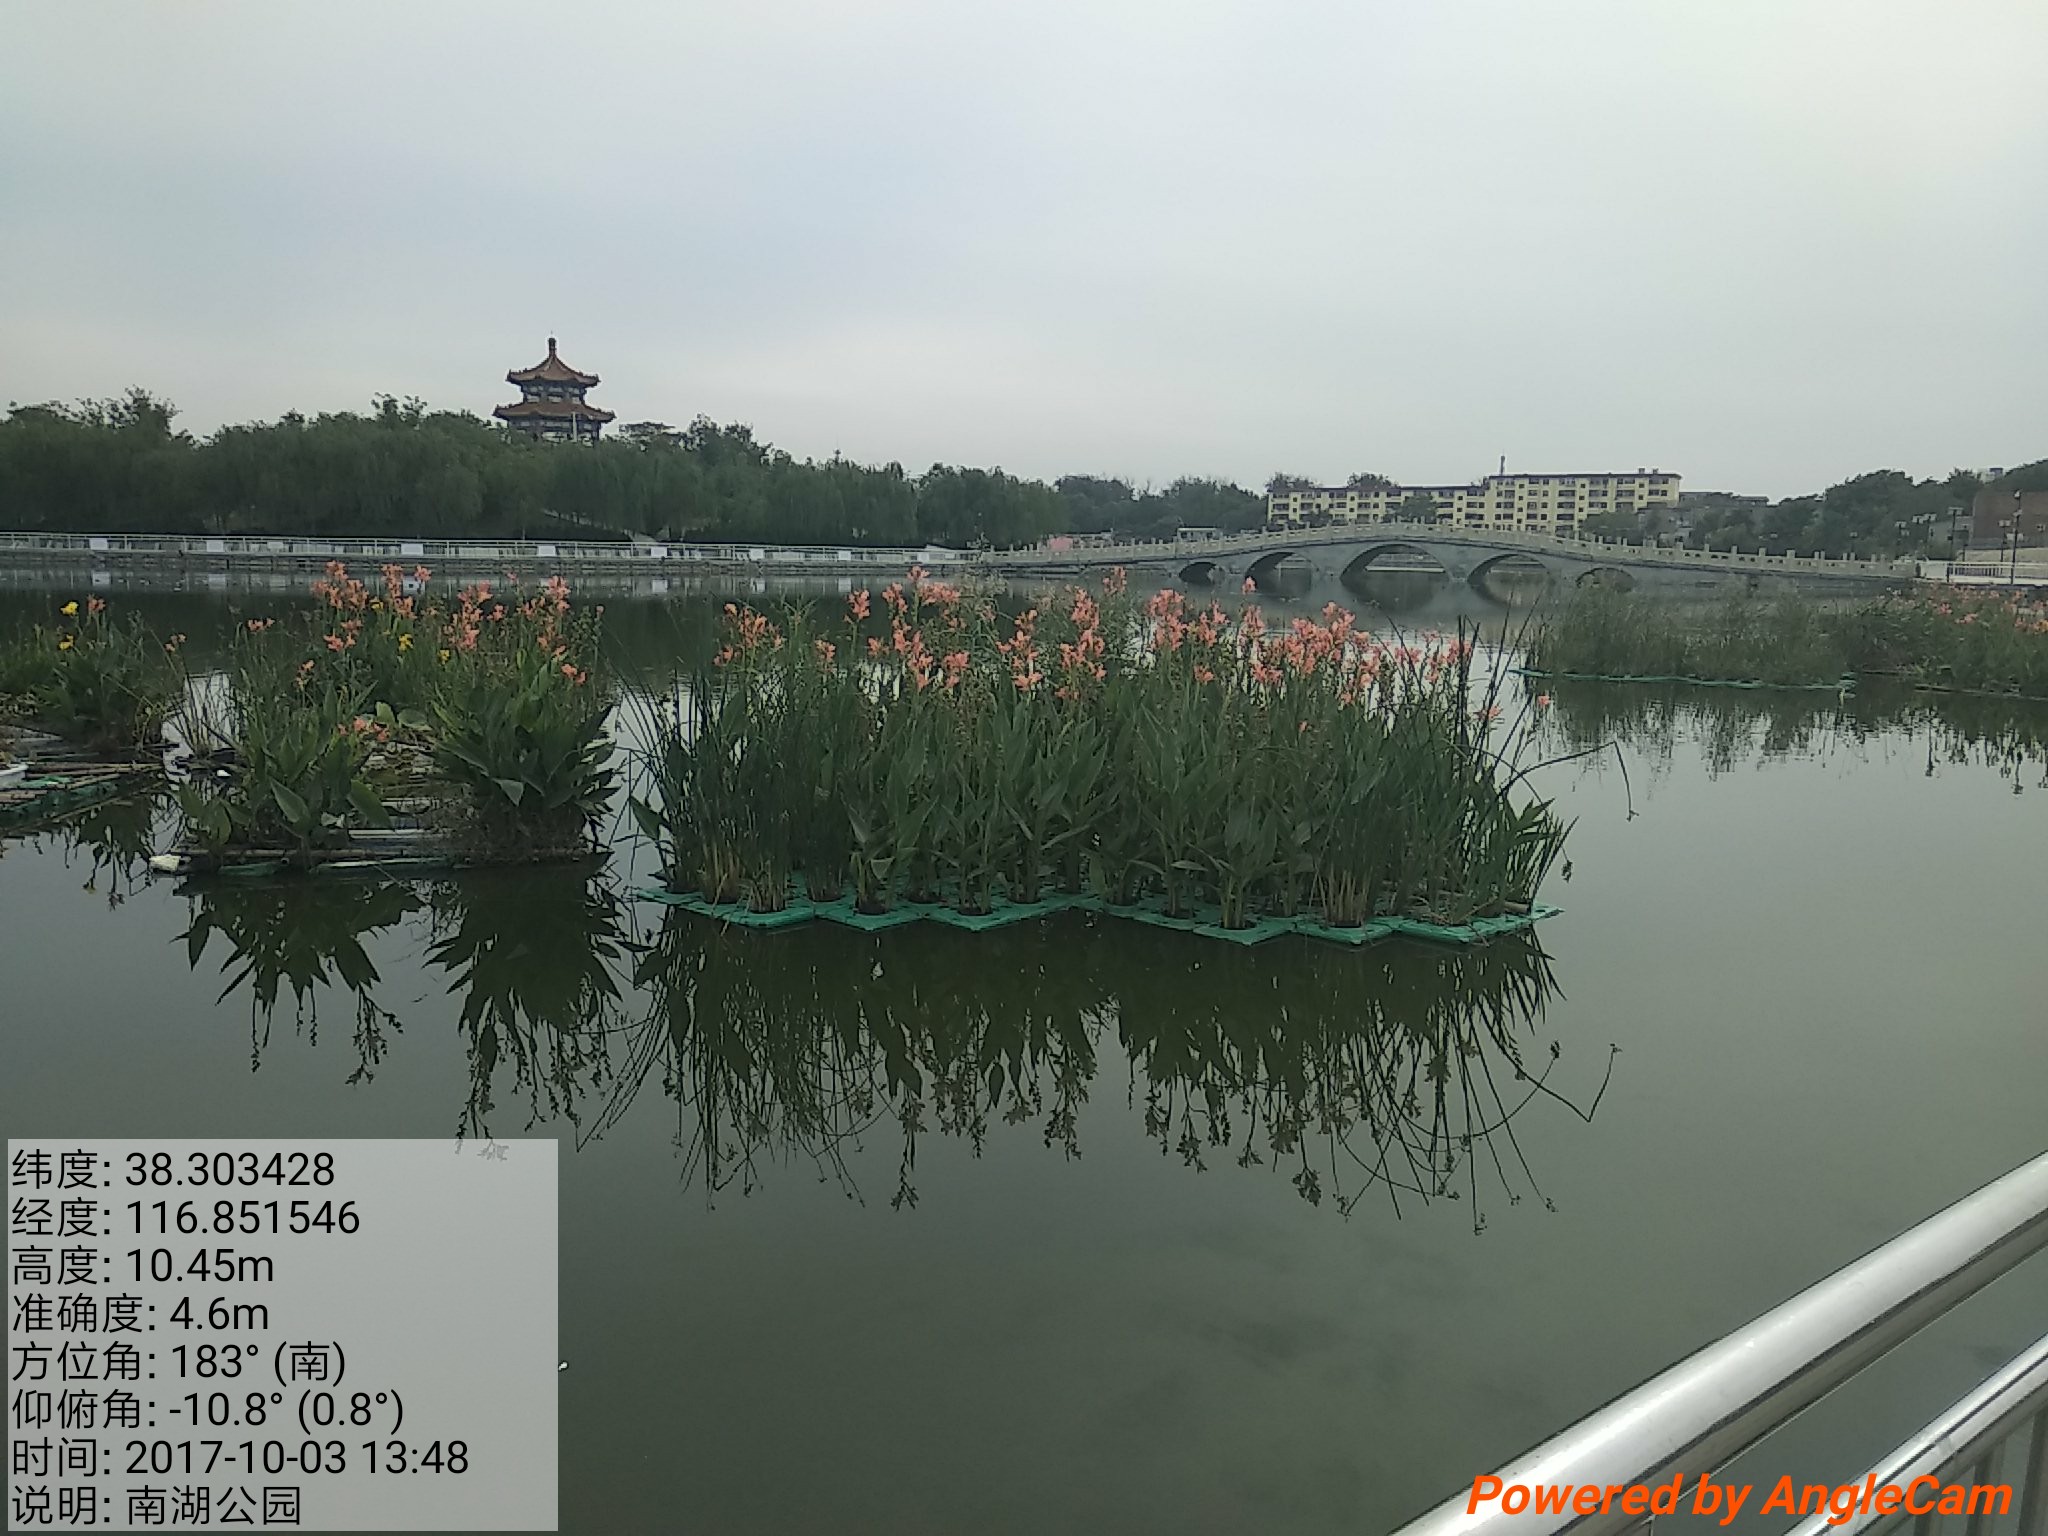 纬度: 38.303428
经度: 116.851546
高度: 10.45m
准确度: 4.6m
方位角: 183° (南)
仰俯角: -10.8° (0.8°)
时间: 2017-10-03 13:48
说明: 南湖公园
Powered by AngleCam